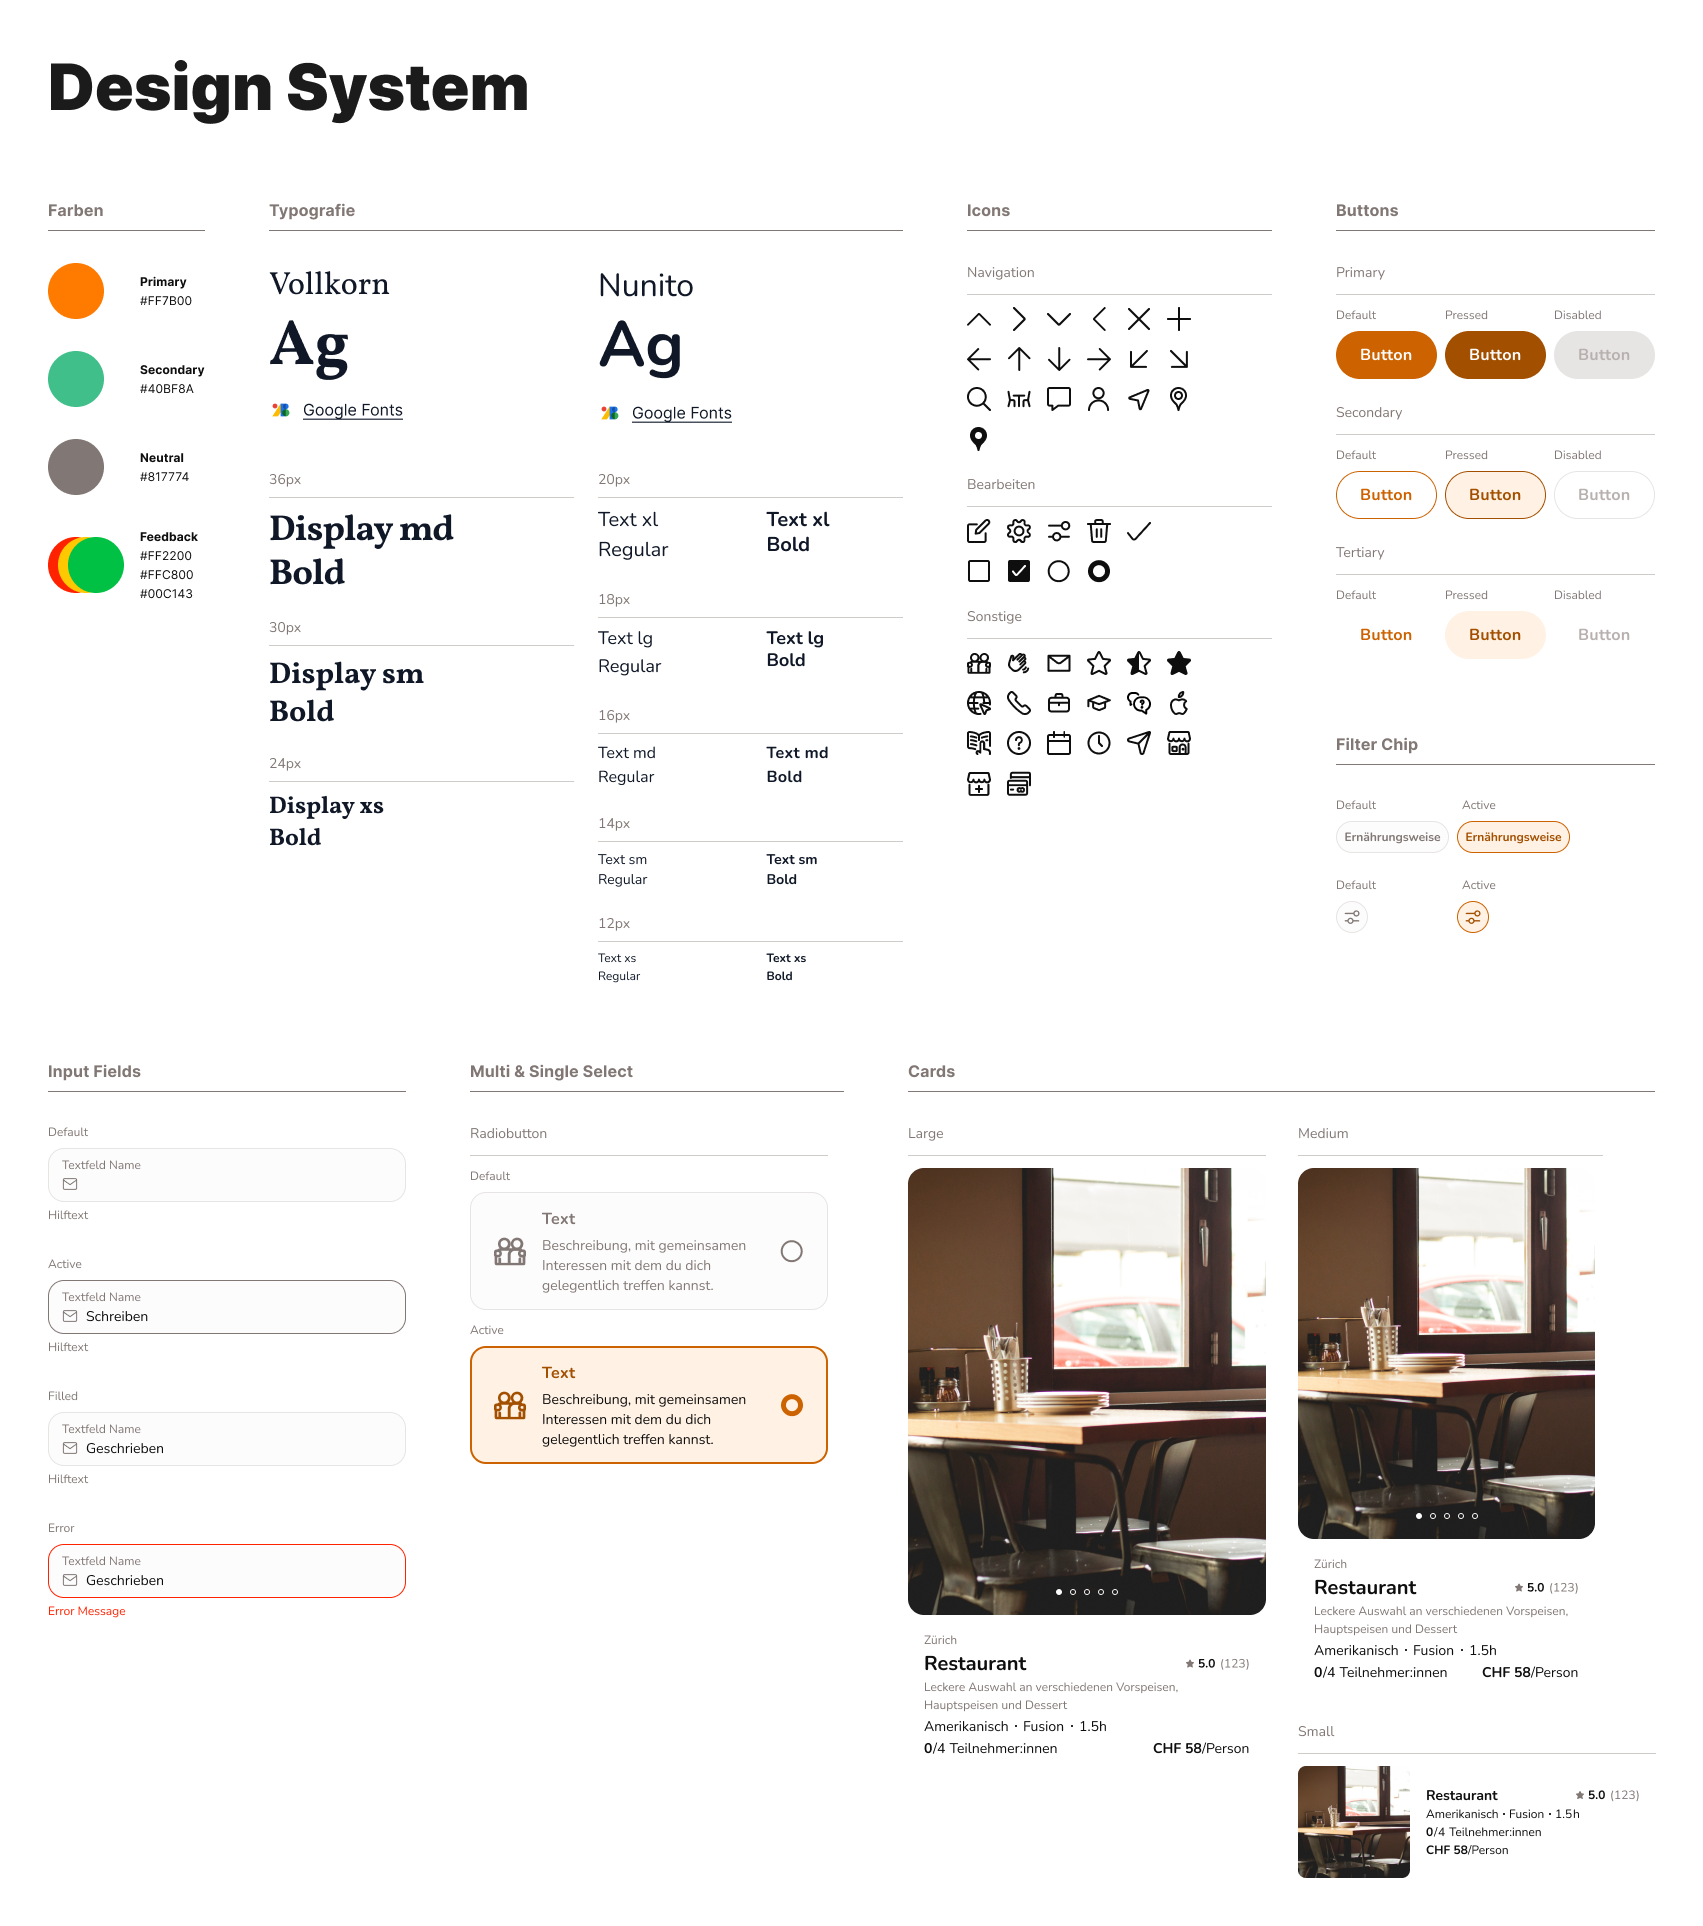 Design System
Farben
Primary
#FF7B00
Secondary
#40BF8A
Neutral
#817774
Feedback
#FF2200
#FFC800
#00C143
Typografie
Vollkorn
Ag
Google Fonts
36px
Display md
Bold
30px
Display sm
Bold
24px
Display xs
Bold
Nunito
Ag
Google Fonts
20px
Text xl
Regular
Text xl
Bold
18px
Text lg
Regular
Text lg
Bold
16px
Text md
Regular
Text md
Bold
14px
Text sm
Regular
Text sm
Bold
12px
Text xs
Regular
Text xs
Bold
Icons
Navigation
Bearbeiten
Sonstige
Buttons
Primary
Default Pressed Disabled
Button Button Button
Secondary
Default Pressed Disabled
Button Button Button
Tertiary
Default Pressed Disabled
Button Button Button
Filter Chip
Default Active
Ernährungsweise Ernährungsweise
Default Active
Input Fields
Default
Textfeld Name
Hilftext
Active
Textfeld Name
Schreiben
Hilftext
Filled
Textfeld Name
Geschrieben
Hilftext
Error
Textfeld Name
Geschrieben
Error Message
Multi & Single Select
Radiobutton
Default
Text
Beschreibung, mit gemeinsamen
Interessen mit dem du dich
gelegentlich treffen kannst.
Active
Text
Beschreibung, mit gemeinsamen
Interessen mit dem du dich
gelegentlich treffen kannst.
Cards
Large
Zürich
Restaurant 5.0 (123)
Leckere Auswahl an verschiedenen Vorspeisen,
Hauptspeisen und Dessert
Amerikanisch · Fusion · 1.5h
0/4 Teilnehmer:innen CHF 58/Person
Medium
Zürich
Restaurant 5.0 (123)
Leckere Auswahl an verschiedenen Vorspeisen,
Hauptspeisen und Dessert
Amerikanisch · Fusion · 1.5h
0/4 Teilnehmer:innen CHF 58/Person
Small
Restaurant 5.0 (123)
Amerikanisch · Fusion · 1.5h
0/4 Teilnehmer:innen
CHF 58/Person